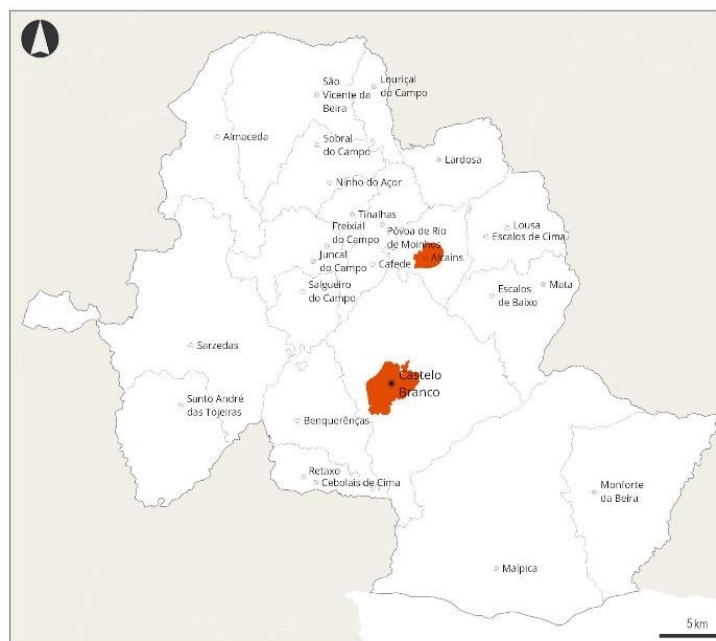 São
Vicente da
Beira
Louriçal
do Campo
Almaceda
Sobral
do Campo
Lardosa
Ninho do Açor
Tinalhas
Freixial
do Campo
Póvoa de Rio
de Moinhos
Lousa
Escalos de Cima
Juncal
do Campo
Cafede
Alcains
Salgueiro
do Campo
Escalos
de Baixo
Mata
Sarzedas
Castelo
Branco
Santo André
das Tojeiras
Benquerênças
Retaxo
Cebolais de Cima
Monforte
da Beira
Malpica
5 km